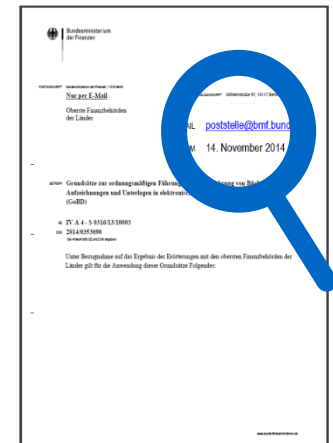 Bundesministerium
der Finanzen
Nur per E-Mail
Oberste Finanzbehörden
der Länder
poststelle@bmf.bund
14. November 2014
Grundsätze zur ordnungsmäßigen Führung
Aufzeichnungen und Unterlagen in elektronis
(GoBD)
IV A 4 - S 0316/13/10003
2014/0353090
Unter Bezugnahme auf das Ergebnis der Erörterungen mit den obersten Finanzbehörden der
Länder gilt für die Anwendung dieser Grundsätze Folgendes: